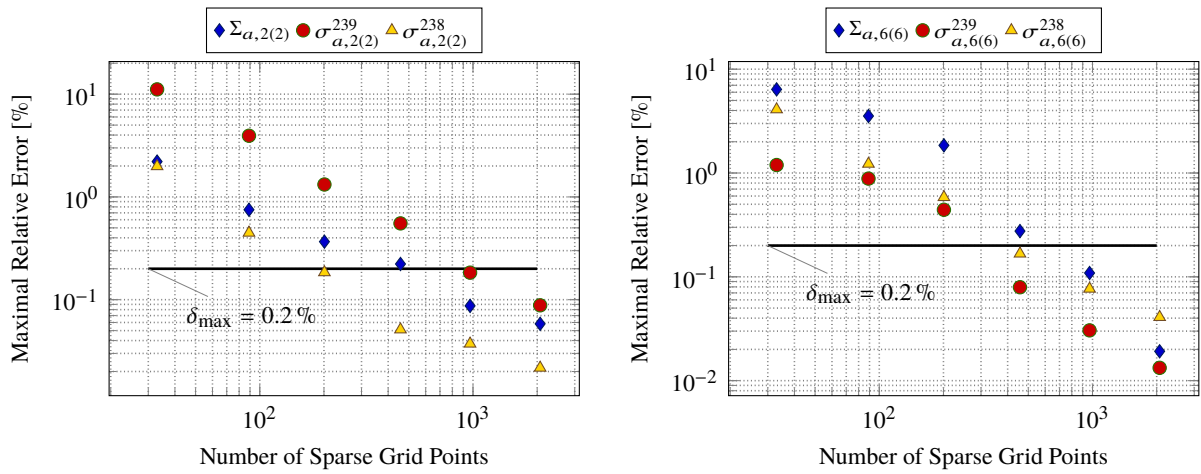 Σa,2(2) σ²³⁹a,2(2) σ²³⁸a,2(2)
10¹
10⁰
10⁻¹
10² 10³
Maximal Relative Error [%]
δmax = 0.2 %
Number of Sparse Grid Points
Σa,6(6) σ²³⁹a,6(6) σ²³⁸a,6(6)
10¹
10⁰
10⁻¹
10⁻²
10² 10³
Maximal Relative Error [%]
δmax = 0.2 %
Number of Sparse Grid Points